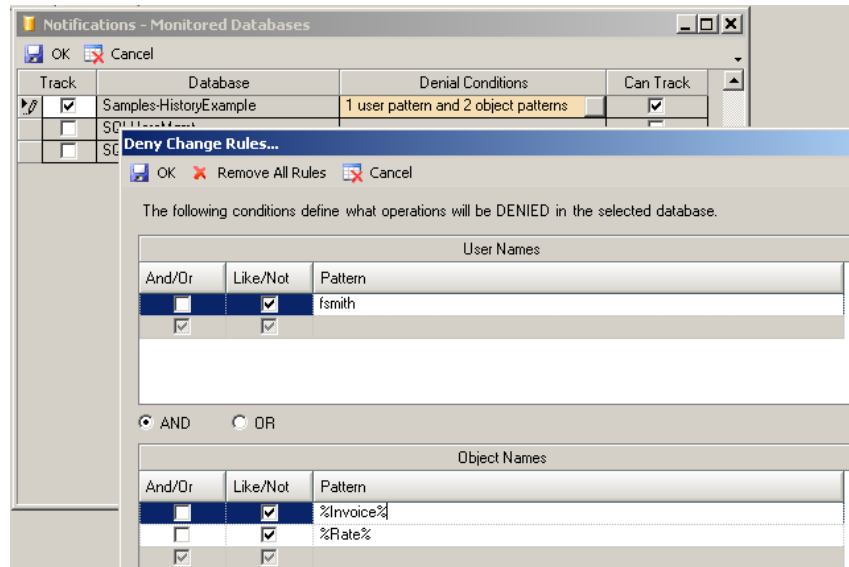 Notifications - Monitored Databases
OK Cancel
Track Database Denial Conditions Can Track
Samples-HistoryExample 1 user pattern and 2 object patterns
Deny Change Rules...
OK Remove All Rules Cancel
The following conditions define what operations will be DENIED in the selected database.
User Names
And/Or Like/Not Pattern
fsmith
AND OR
Object Names
And/Or Like/Not Pattern
%Invoice%
%Rate%